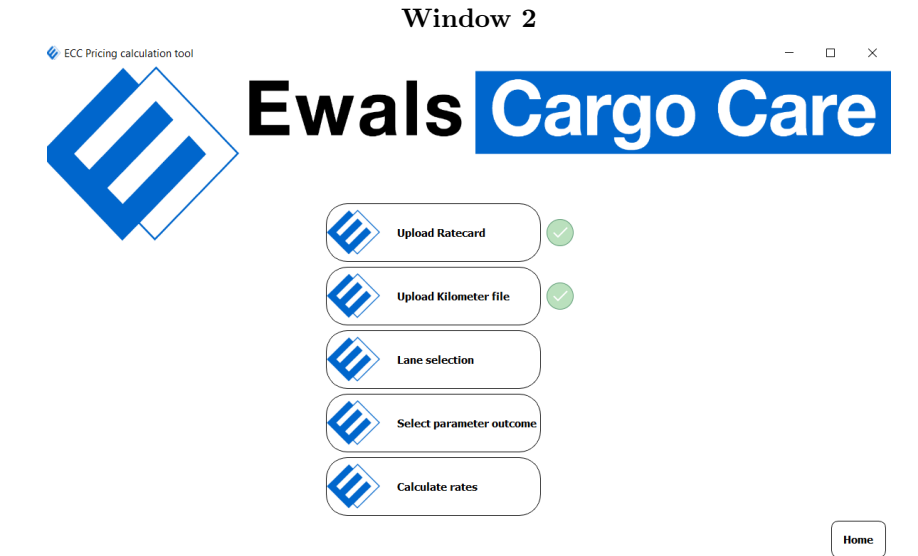 Window 2
ECC Pricing calculation tool
Ewals Cargo Care
Upload Ratecard
Upload Kilometer file
Lane selection
Select parameter outcome
Calculate rates
Home